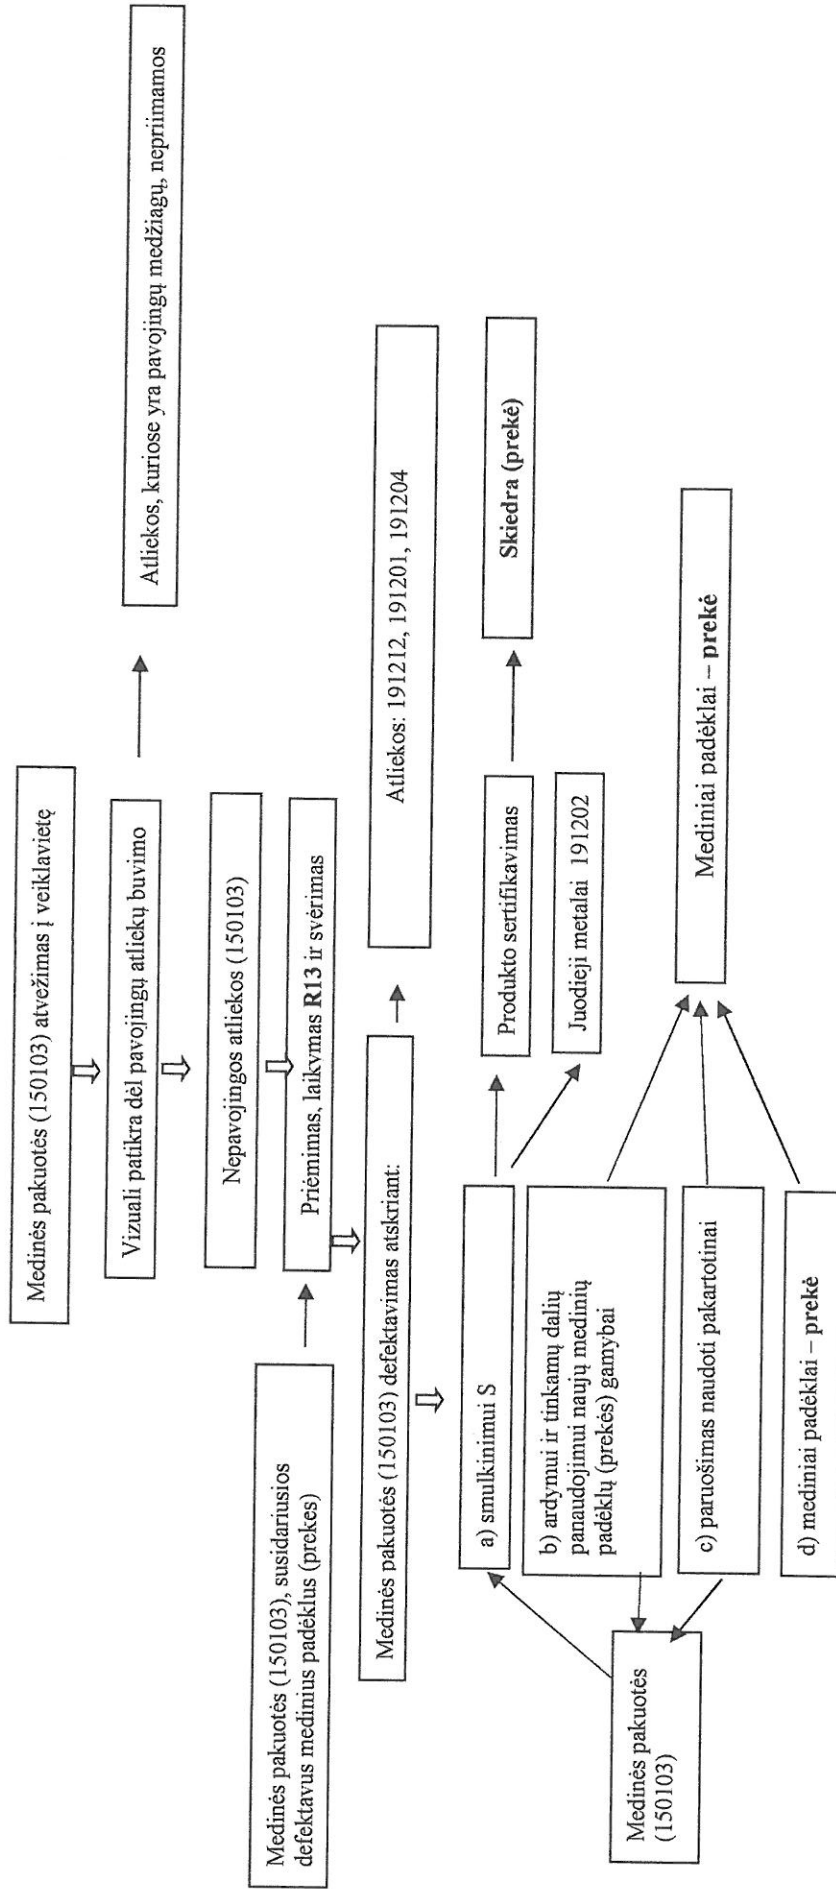 Medinės pakuotės (150103) atvežimas į veiklavietę
Vizuali patikra dėl pavojingų atliekų buvimo
Atliekos, kuriose yra pavojingų medžiagų, nepriimamos
Nepavojingos atliekos (150103)
Medinės pakuotės (150103), susidariusios
defektavus medinius padėklus (prekes)
Priėmimas, laikymas R13 ir svėrimas
Medinės pakuotės (150103) defektavimas atskiriant:
Atliekos: 191212, 191201, 191204
a) smulkinimui S
Produkto sertifikavimas
Skiedra (prekė)
Juodieji metalai 191202
b) ardymui ir tinkamų dalių
panaudojimui naujų medinių
padėklų (prekės) gamybai
Medinės pakuotės
(150103)
c) paruošimas naudoti pakartotinai
Mediniai padėklai – prekė
d) mediniai padėklai – prekė